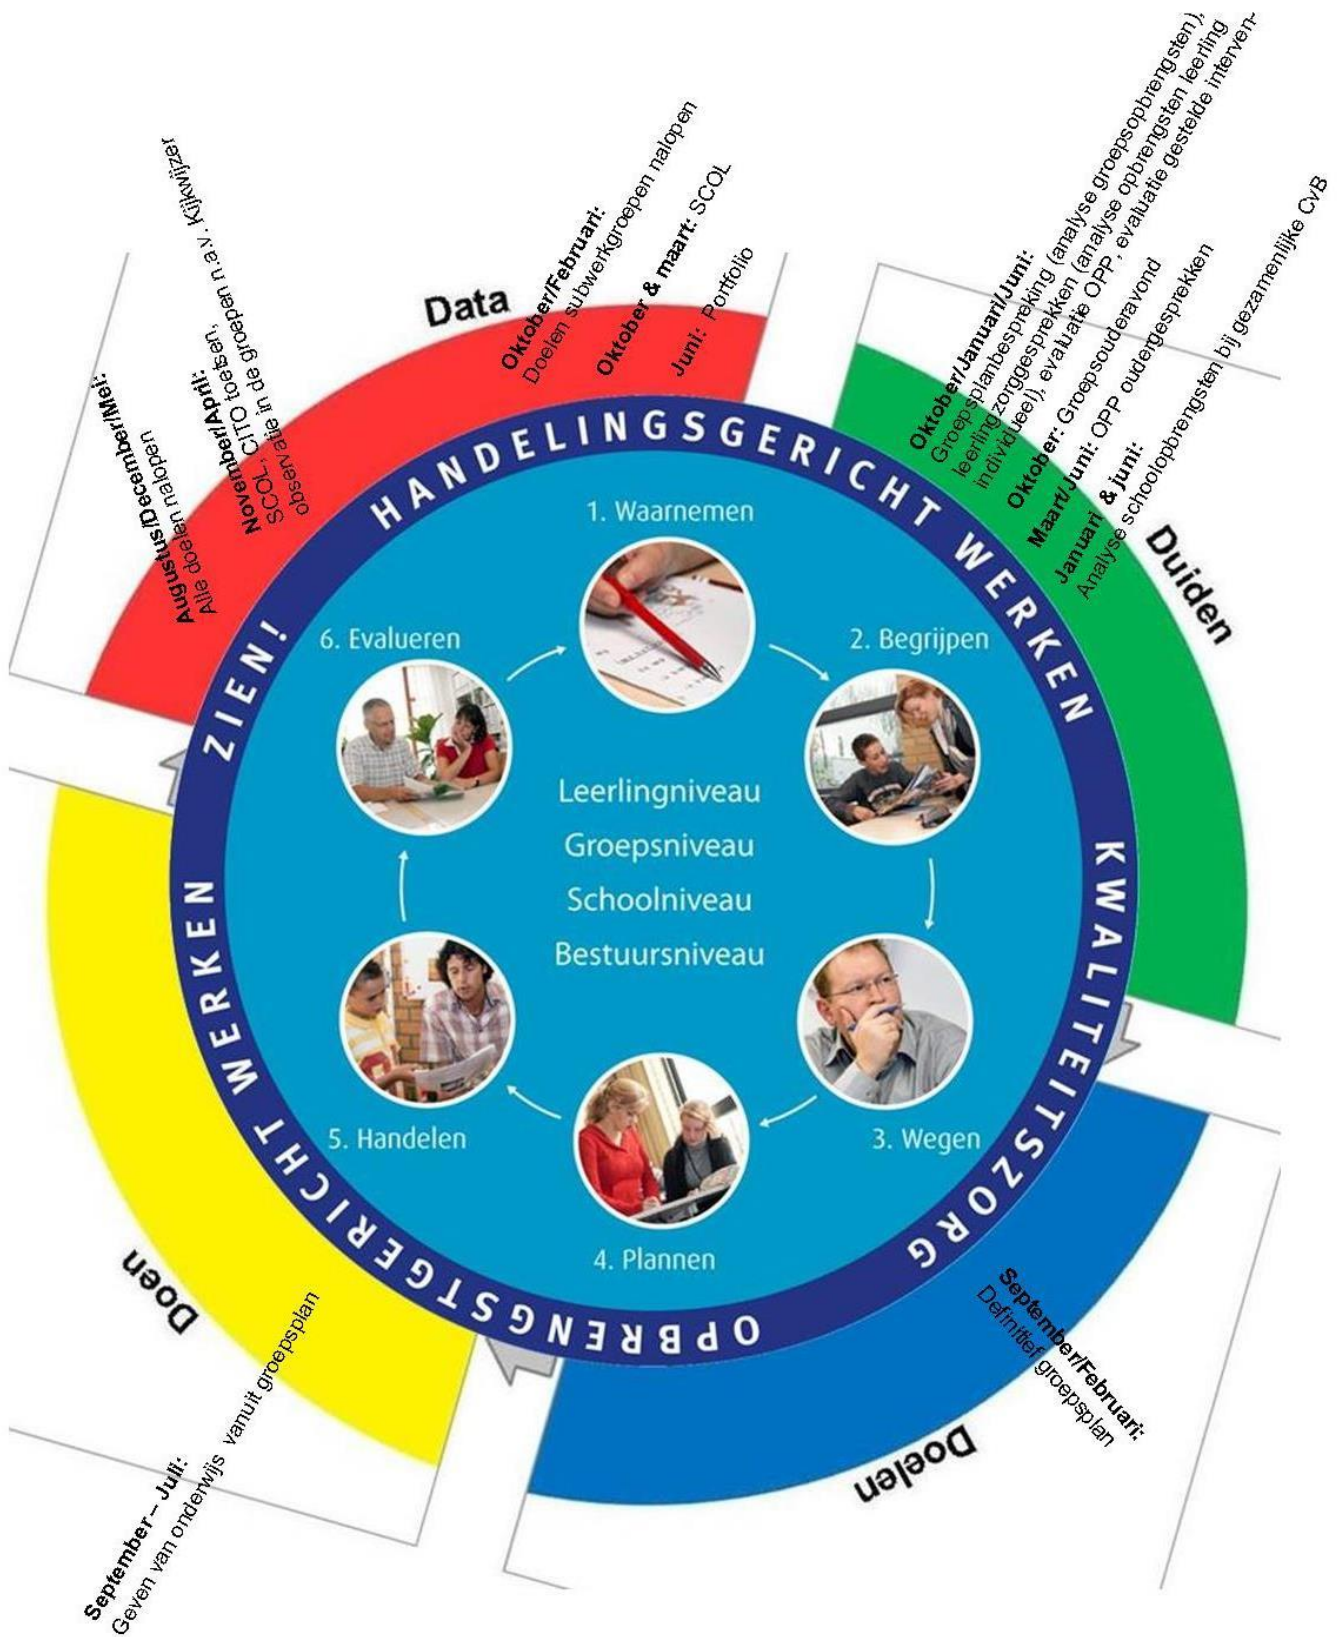 Data
Augustus/December/Mei:
Alle doelen nalopen
November/April:
SCOL, CITO toetsen,
observatie in de groepen n.a.v. Kijkwijzer
Oktober/Februari:
Doelen subwerkgroepen nalopen
Oktober & maart: SCOL
Juni: Portfolio
Duiden
Oktober/Januari/Juni:
Groepsplanbespreking (analyse groepsopbrengsten),
leerlingzorggesprekken (analyse opbrengsten leerling
individueel), evaluatie OPP, evaluatie gestelde interven-
Oktober: Groepsouderavond
Maart/Juni: OPP oudergesprekken
Januari & juni:
Analyse schoolopbrengsten bij gezamenlijke CvB
Doelen
September/Februari:
Definitief groepsplan
Doen
September – Juli:
Geven van onderwijs vanuit groepsplan
HANDELINGSGERICHT WERKEN
KWALITEITSZORG
OPBRENGSTGERICHT WERKEN
ZIEN!
1. Waarnemen
2. Begrijpen
3. Wegen
4. Plannen
5. Handelen
6. Evalueren
Leerlingniveau
Groepsniveau
Schoolniveau
Bestuursniveau